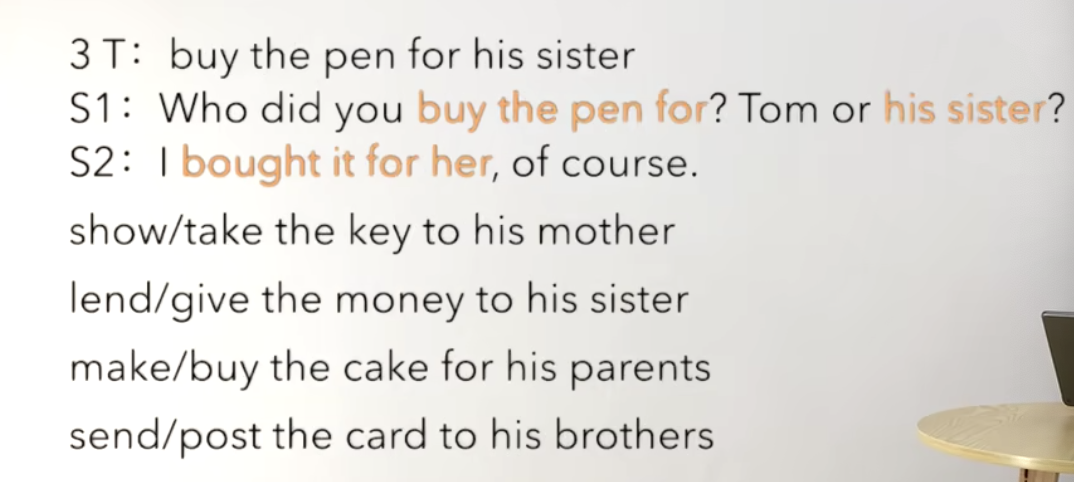 3 T: buy the pen for his sister
S1: Who did you buy the pen for? Tom or his sister?
S2: I bought it for her, of course.
show/take the key to his mother
lend/give the money to his sister
make/buy the cake for his parents
send/post the card to his brothers